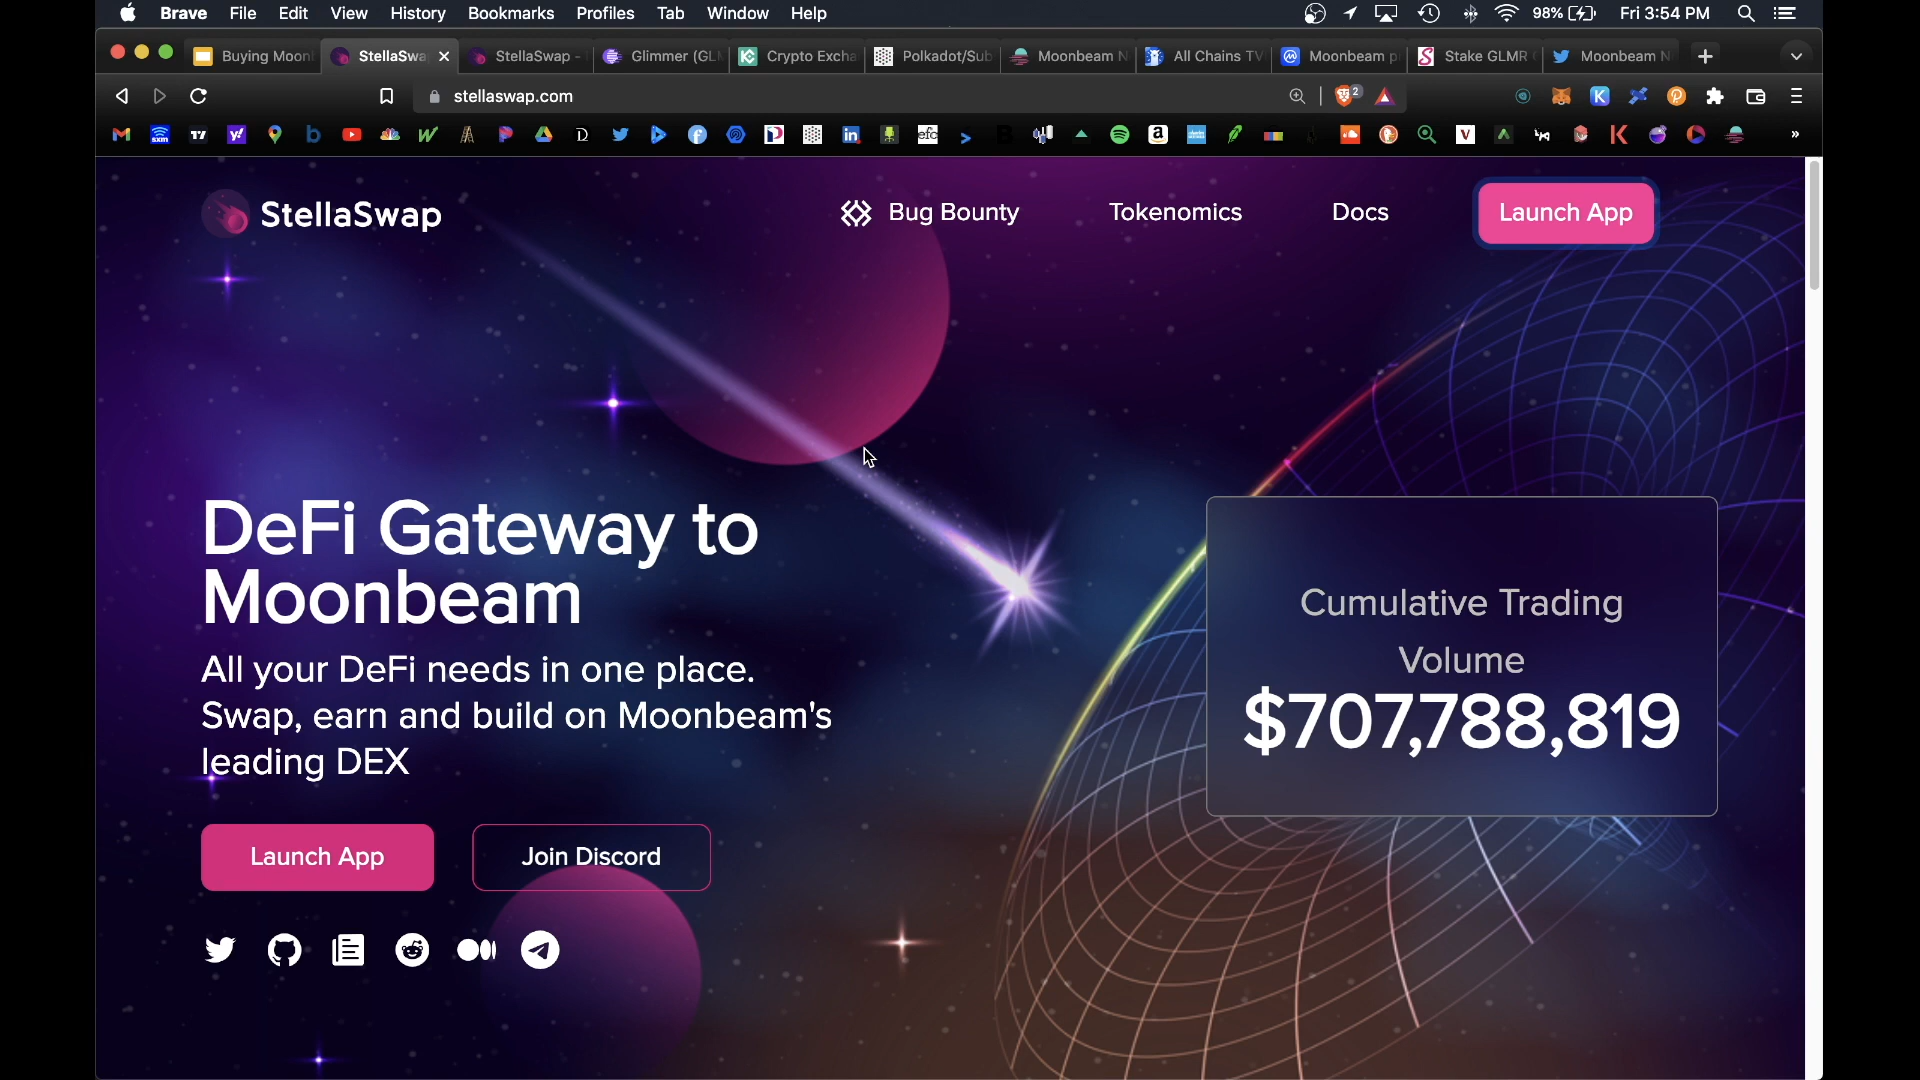 Brave File Edit View History Bookmarks Profiles Tab Window Help 98% Fri 3:54 PM
Buying Moon StellaSwa StellaSwap - Glimmer (GLM Crypto Excha Polkadot/Sub Moonbeam N All Chains TV Moonbeam p Stake GLMR Moonbeam N
stellaswap.com 2
StellaSwap
Bug Bounty Tokenomics Docs Launch App
DeFi Gateway to
Moonbeam
All your DeFi needs in one place.
Swap, earn and build on Moonbeam's
leading DEX
Cumulative Trading
Volume
$707,788,819
Launch App Join Discord